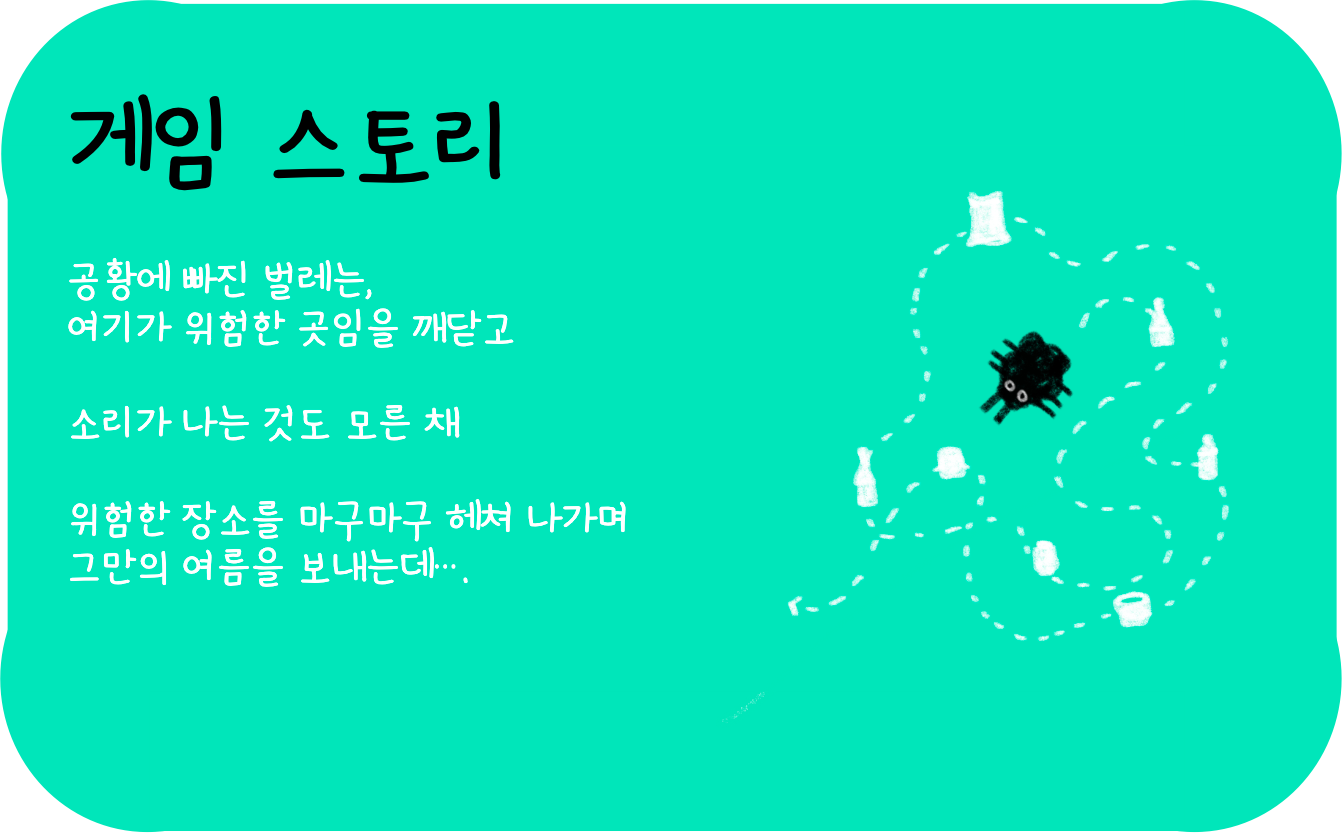 게임 스토리
공황에 빠진 벌레는,
여기가 위험한 곳임을 깨닫고
소리가 나는 것도 모른 채
위험한 장소를 마구마구 헤쳐 나가며
그만의 여름을 보내는데….